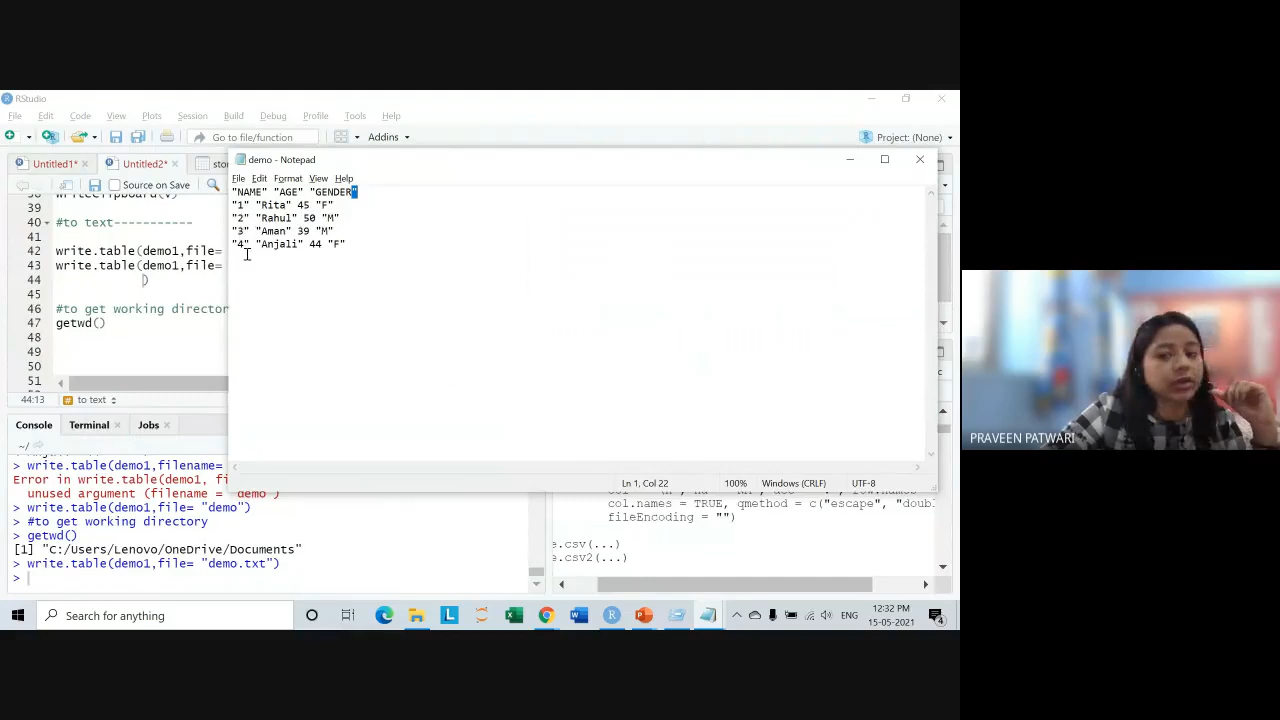 RStudio
File Edit Code View Plots Session Build Debug Profile Tools Help
Go to file/function Addins Project: (None)
Untitled1* Untitled2*
Source on Save
39
40 #to text-----------
41
42 write.table(demo1,file=
43 write.table(demo1,file=
44 )
45
46 #to get working director
47 getwd()
48
49
50
51
44:13 # to text
demo - Notepad
File Edit Format View Help
"NAME" "AGE" "GENDER"
"1" "Rita" 45 "F"
"2" "Rahul" 50 "M"
"3" "Aman" 39 "M"
"4" "Anjali" 44 "F"
Ln 1, Col 22 100% Windows (CRLF) UTF-8
Console Terminal Jobs
~/
> write.table(demo1,filename=
Error in write.table(demo1, fi
unused argument (filename = "demo")
> write.table(demo1,file= "demo")
> #to get working directory
> getwd()
[1] "C:/Users/Lenovo/OneDrive/Documents"
> write.table(demo1,file= "demo.txt")
>
col.names = TRUE, qmethod = c("escape", "doub
fileEncoding = "")
e.csv(...)
e.csv2(...)
Search for anything
ENG
12:32 PM
15-05-2021
4
PRAVEEN PATWARI